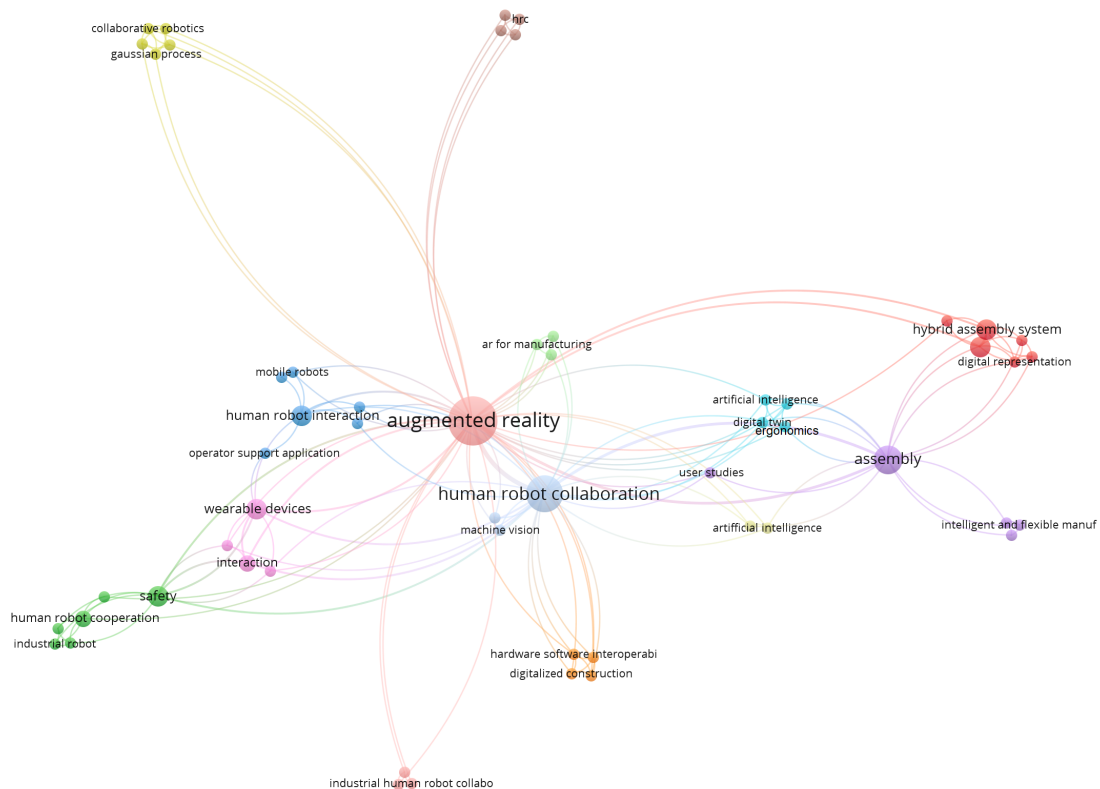 hrc
collaborative robotics
gaussian process
hybrid assembly system
ar for manufacturing
digital representation
mobile robots
artificial intelligence
human robot interaction
augmented reality
digital twin
ergonomics
operator support application
assembly
user studies
human robot collaboration
wearable devices
intelligent and flexible manuf
machine vision
artifficial intelligence
interaction
safety
human robot cooperation
industrial robot
hardware software interoperabi
digitalized construction
industrial human robot collabo